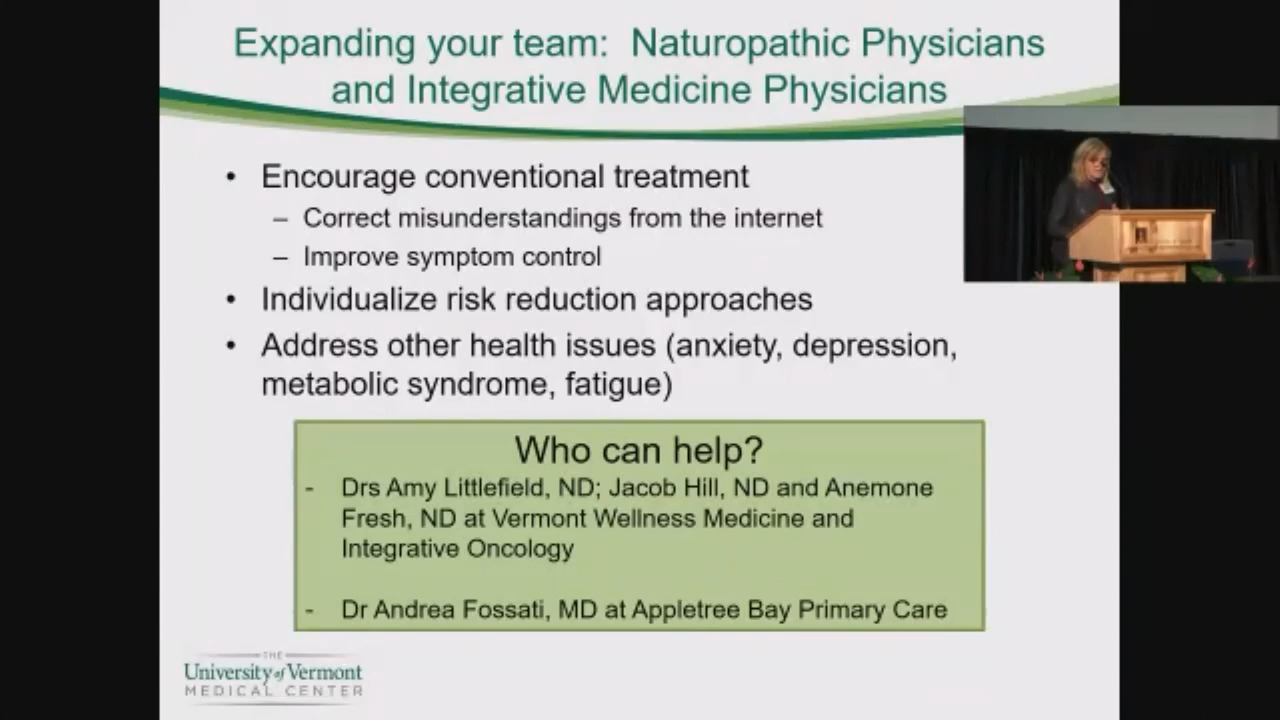 Expanding your team: Naturopathic Physicians
and Integrative Medicine Physicians
• Encourage conventional treatment
– Correct misunderstandings from the internet
– Improve symptom control
• Individualize risk reduction approaches
• Address other health issues (anxiety, depression,
metabolic syndrome, fatigue)
Who can help?
- Drs Amy Littlefield, ND; Jacob Hill, ND and Anemone
Fresh, ND at Vermont Wellness Medicine and
Integrative Oncology
- Dr Andrea Fossati, MD at Appletree Bay Primary Care
THE
University of Vermont
MEDICAL CENTER